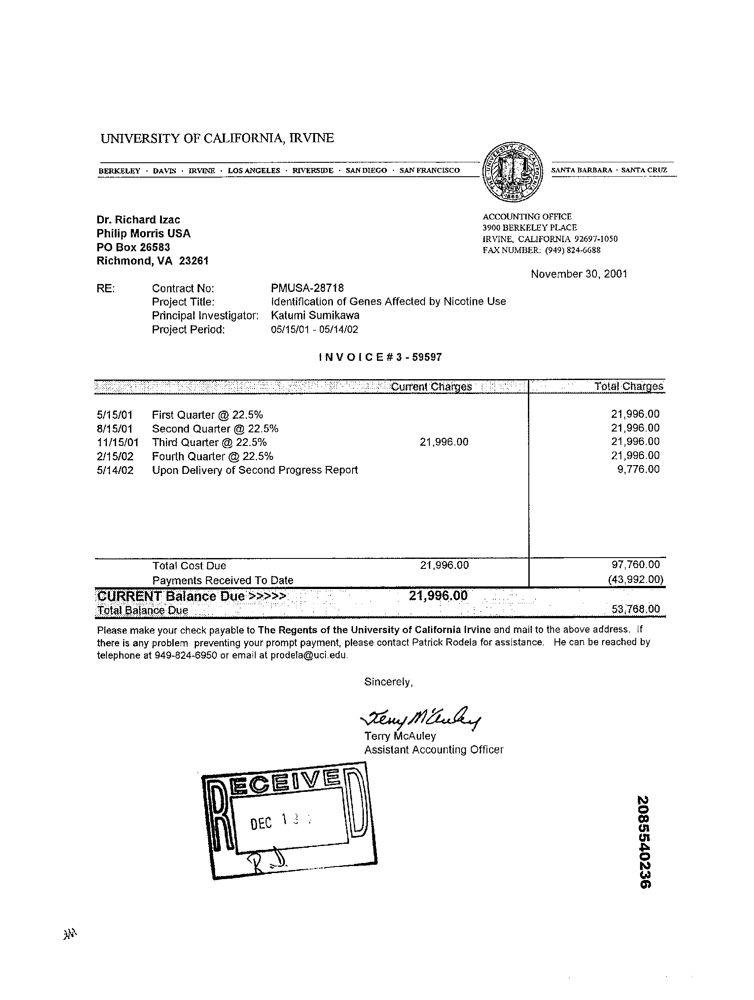 UNIVERSITY OF CALIFORNIA, IRVINE
BERKELEY · DAVIS · IRVINE · LOS ANGELES · RIVERSIDE · SAN DIEGO · SAN FRANCISCO
SANTA BARBARA · SANTA CRUZ
Dr. Richard Izac
Philip Morris USA
PO Box 26583
Richmond, VA 23261
ACCOUNTING OFFICE
3900 BERKELEY PLACE
IRVINE, CALIFORNIA 92697-1050
FAX NUMBER: (949) 824-6688
November 30, 2001
RE: Contract No: PMUSA-28718
Project Title: Identification of Genes Affected by Nicotine Use
Principal Investigator: Katumi Sumikawa
Project Period: 05/15/01 - 05/14/02
INVOICE # 3 - 59597
Current Charges Total Charges
5/15/01 First Quarter @ 22.5% 21,996.00
8/15/01 Second Quarter @ 22.5% 21,996.00
11/15/01 Third Quarter @ 22.5% 21,996.00 21,996.00
2/15/02 Fourth Quarter @ 22.5% 21,996.00
5/14/02 Upon Delivery of Second Progress Report 9,776.00
Total Cost Due 21,996.00 97,760.00
Payments Received To Date (43,992.00)
CURRENT Balance Due >>>>> 21,996.00
Total Balance Due 53,768.00
Please make your check payable to The Regents of the University of California Irvine and mail to the above address. If
there is any problem preventing your prompt payment, please contact Patrick Rodela for assistance. He can be reached by
telephone at 949-824-6950 or email at prodela@uci.edu.
Sincerely,
Terry McAuley
Terry McAuley
Assistant Accounting Officer
RECEIVED
DEC
R.D.
2085540236